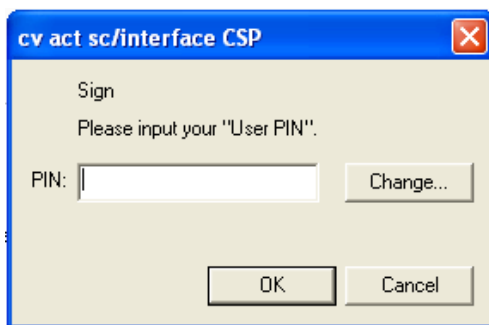 cv act sc/interface CSP
Sign
Please input your "User PIN".
PIN:
Change...
OK
Cancel